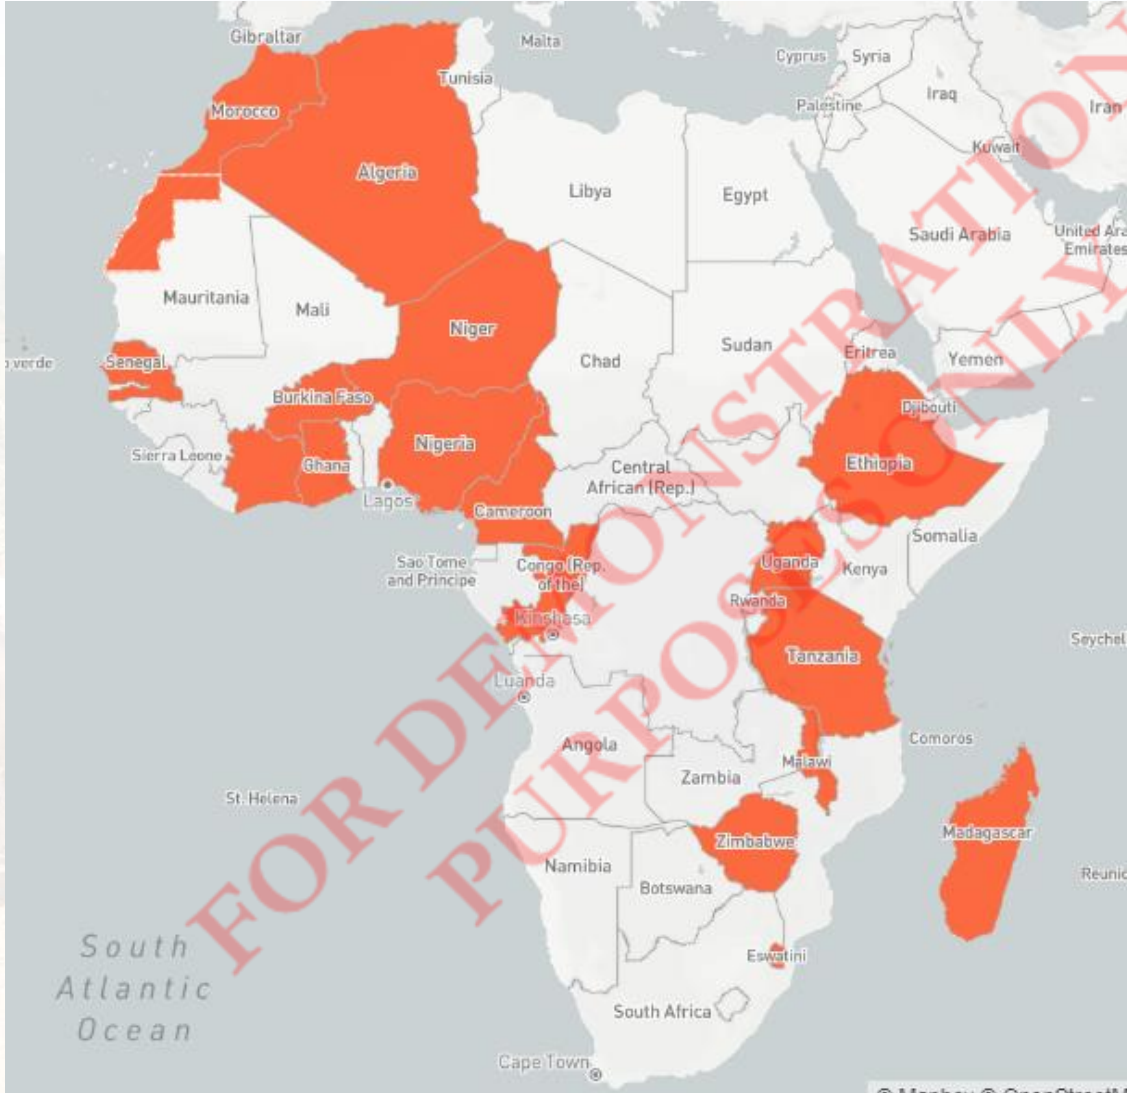 Gibraltar
Malta
Cyprus
Syria
Tunisia
Iraq
Palestine
Iran
Morocco
Kuwait
Algeria
Libya
Egypt
Saudi Arabia
United Ara
Emirates
Mauritania
Mali
Niger
Chad
Sudan
Eritrea
Yemen
o verde
Senegal
Burkina Faso
Djibouti
Sierra Leone
Ghana
Nigeria
Ethiopia
Central
African (Rep.)
Lagos
Cameroon
Somalia
Sao Tome
and Principe
Congo (Rep.
of the)
Uganda
Kenya
Rwanda
Kinshasa
Seychel
Tanzania
Luanda
Comoros
Angola
Malawi
Zambia
St. Helena
Zimbabwe
Madagascar
Namibia
Botswana
Reunio
South
Atlantic
Ocean
Eswatini
South Africa
Cape Town
© Mapbox © OpenStreetM
FOR DEMONSTRATION
PURPOSES ONLY